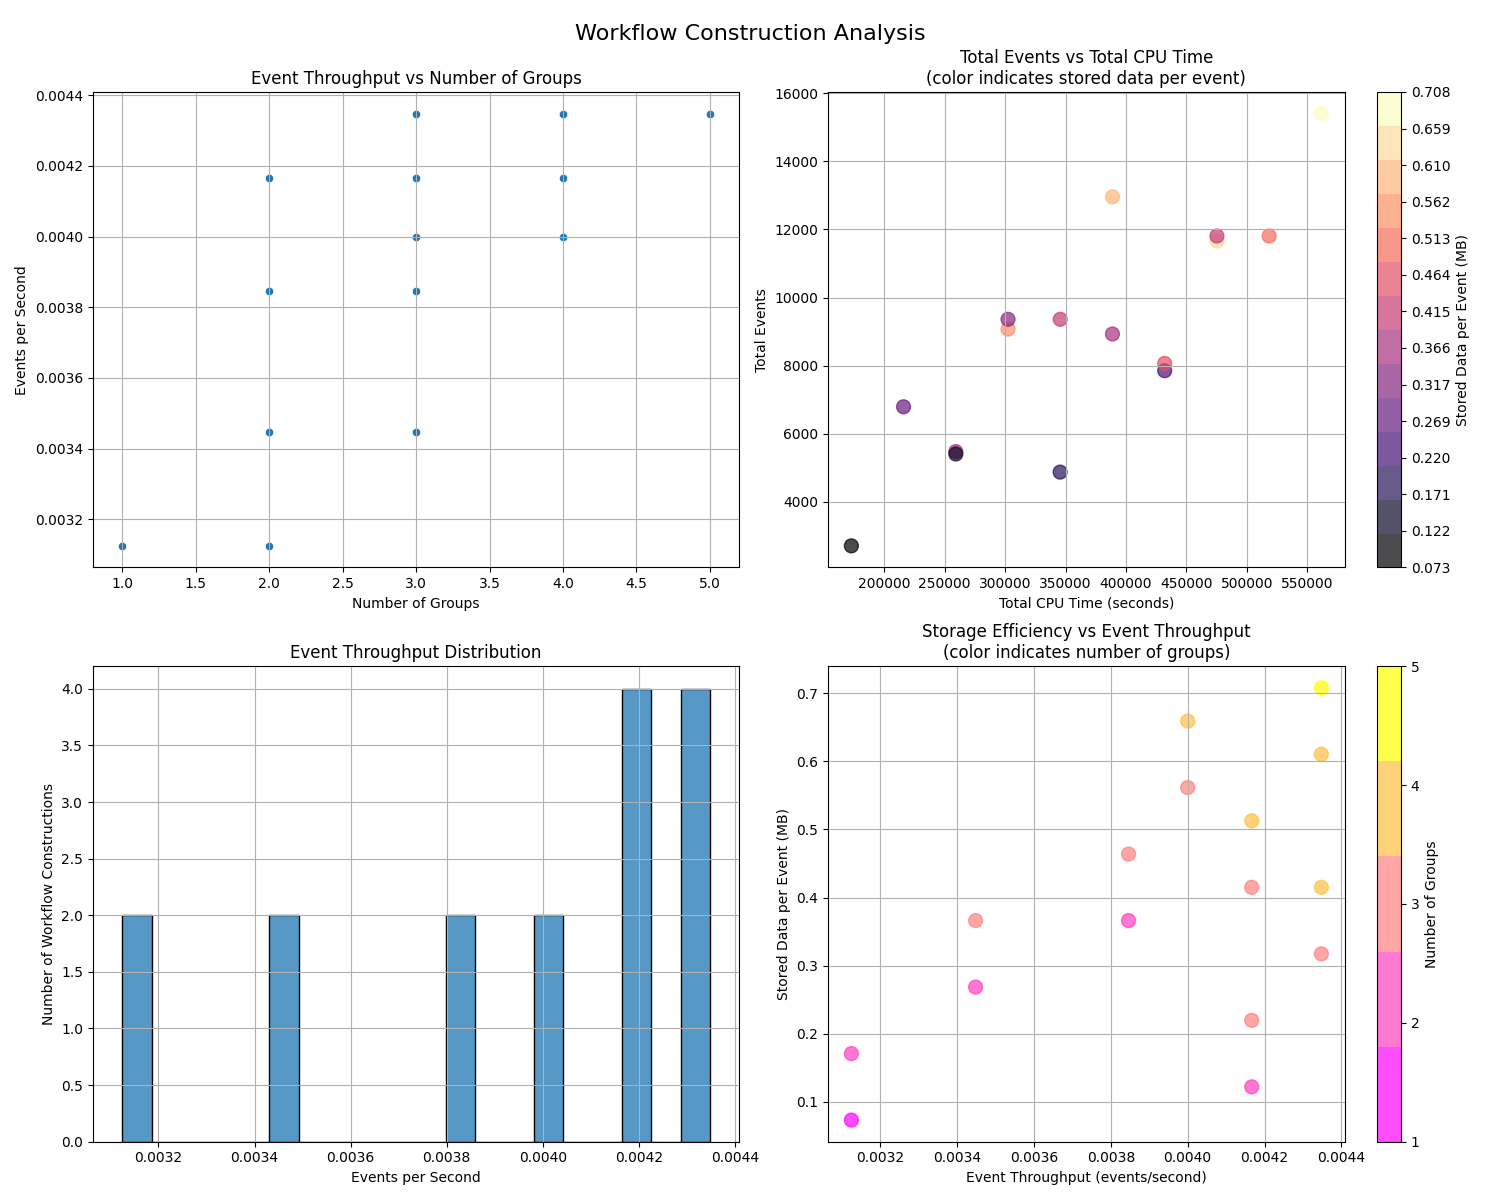 Workflow Construction Analysis
Event Throughput vs Number of Groups
0.0044
0.0042
0.0040
0.0038
0.0036
0.0034
0.0032
Events per Second
1.0 1.5 2.0 2.5 3.0 3.5 4.0 4.5 5.0
Number of Groups
Total Events vs Total CPU Time
(color indicates stored data per event)
16000
14000
12000
10000
8000
6000
4000
Total Events
200000 250000 300000 350000 400000 450000 500000 550000
Total CPU Time (seconds)
0.708
0.659
0.610
0.562
0.513
0.464
0.415
0.366
0.317
0.269
0.220
0.171
0.122
0.073
Stored Data per Event (MB)
Event Throughput Distribution
4.0
3.5
3.0
2.5
2.0
1.5
1.0
0.5
0.0
Number of Workflow Constructions
0.0032 0.0034 0.0036 0.0038 0.0040 0.0042 0.0044
Events per Second
Storage Efficiency vs Event Throughput
(color indicates number of groups)
0.7
0.6
0.5
0.4
0.3
0.2
0.1
Stored Data per Event (MB)
0.0032 0.0034 0.0036 0.0038 0.0040 0.0042 0.0044
Event Throughput (events/second)
5
4
3
2
1
Number of Groups